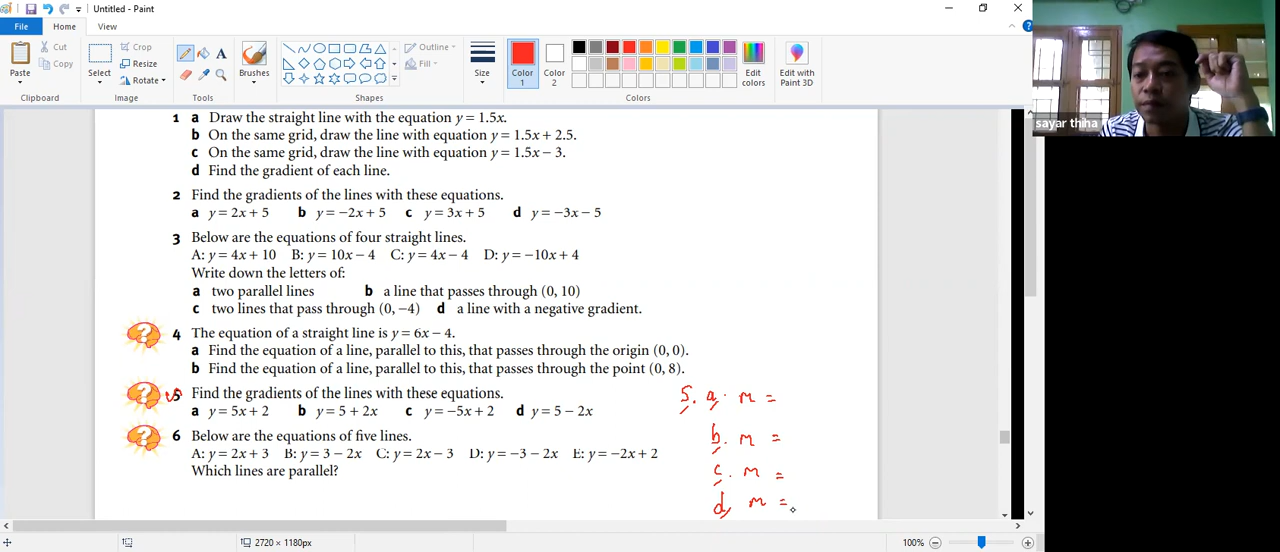 Untitled - Paint
File Home View
Paste
Cut
Copy
Clipboard
Select
Crop
Resize
Rotate
Image
Tools
Brushes
Outline
Fill
Shapes
Size
Color 1
Color 2
Edit colors
Colors
Edit with Paint 3D
sayar thiha
1 a Draw the straight line with the equation y = 1.5x.
b On the same grid, draw the line with equation y = 1.5x + 2.5.
c On the same grid, draw the line with equation y = 1.5x − 3.
d Find the gradient of each line.
2 Find the gradients of the lines with these equations.
a y = 2x + 5 b y = −2x + 5 c y = 3x + 5 d y = −3x − 5
3 Below are the equations of four straight lines.
A: y = 4x + 10 B: y = 10x − 4 C: y = 4x − 4 D: y = −10x + 4
Write down the letters of:
a two parallel lines b a line that passes through (0, 10)
c two lines that pass through (0, −4) d a line with a negative gradient.
? 4 The equation of a straight line is y = 6x − 4.
a Find the equation of a line, parallel to this, that passes through the origin (0, 0).
b Find the equation of a line, parallel to this, that passes through the point (0, 8).
? 5 Find the gradients of the lines with these equations.
a y = 5x + 2 b y = 5 + 2x c y = −5x + 2 d y = 5 − 2x
? 6 Below are the equations of five lines.
A: y = 2x + 3 B: y = 3 − 2x C: y = 2x − 3 D: y = −3 − 2x E: y = −2x + 2
Which lines are parallel?
5. a. m =
b. m =
c. m =
d, m =
2720 × 1180px
100%